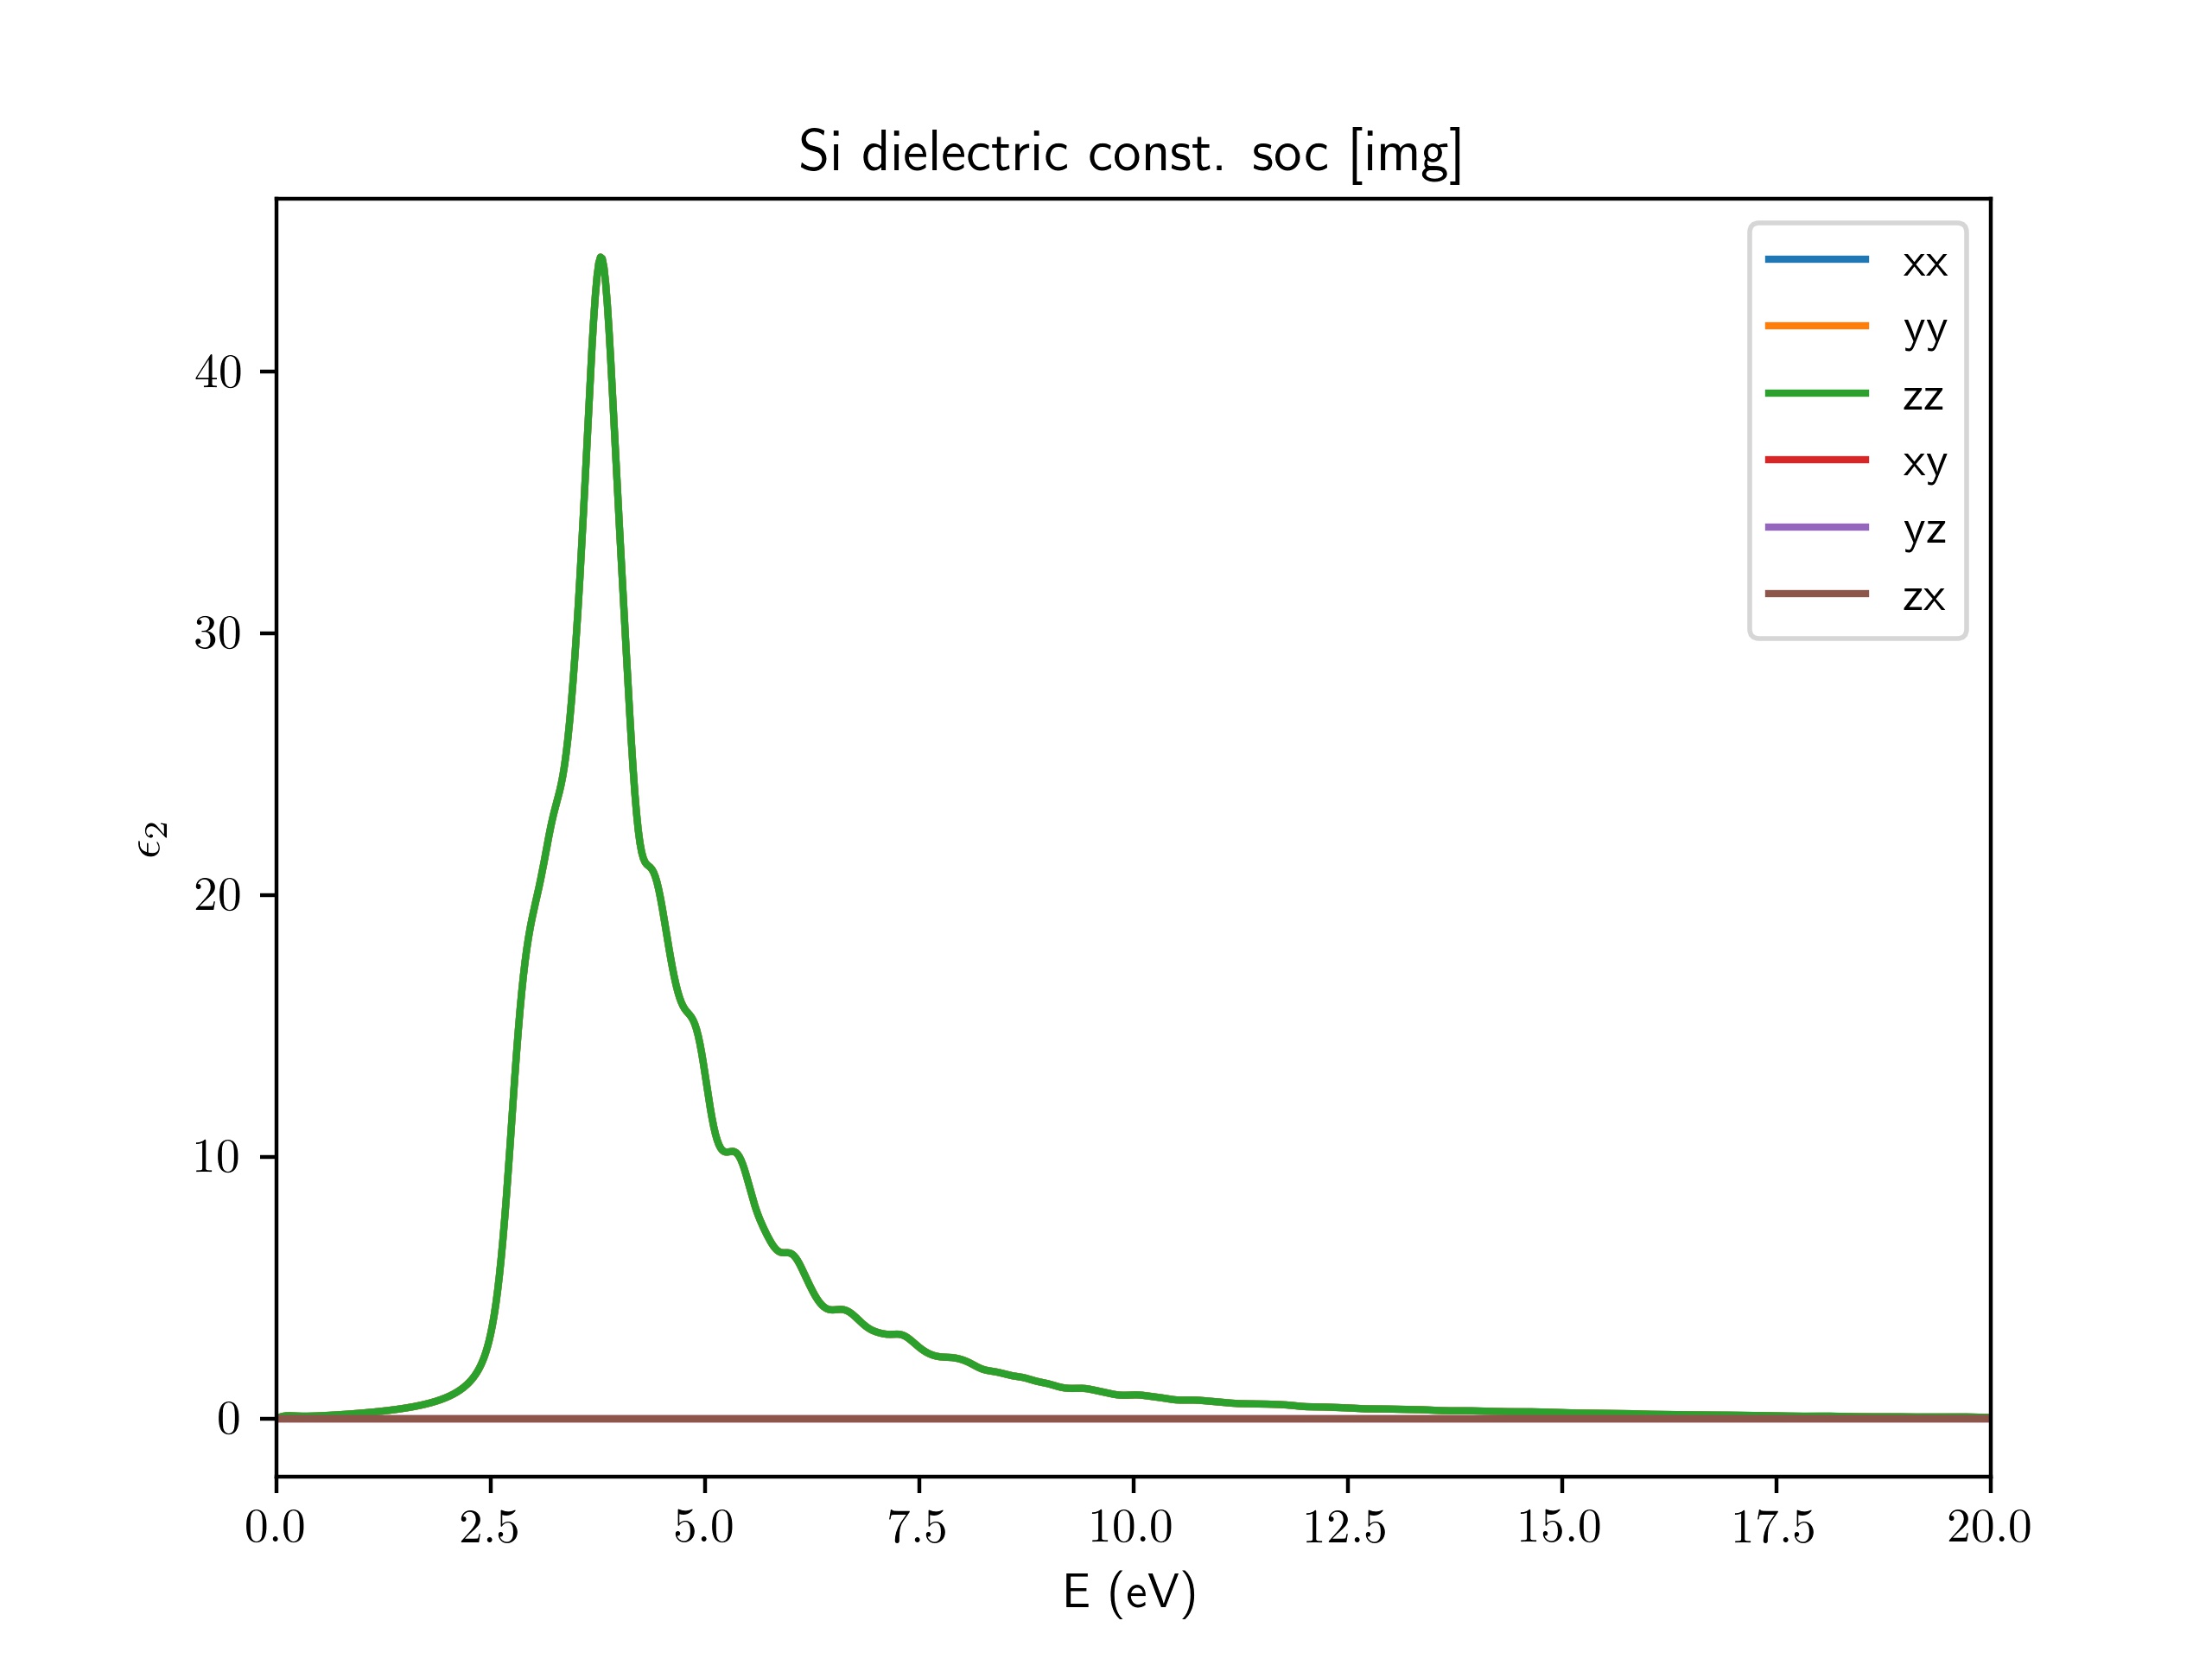 Si dielectric const. soc [img]
xx
yy
zz
xy
yz
zx
40
30
20
10
0
ϵ₂
0.0 2.5 5.0 7.5 10.0 12.5 15.0 17.5 20.0
E (eV)